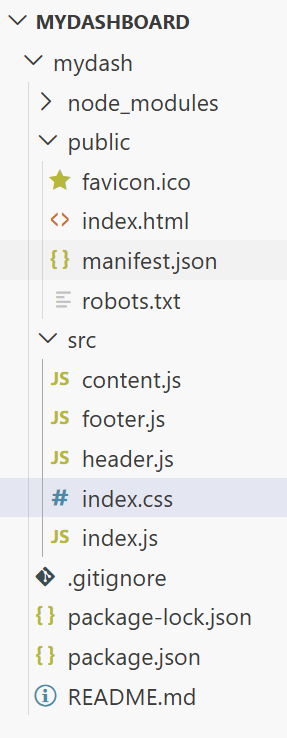 MYDASHBOARD
mydash
node_modules
public
favicon.ico
<> index.html
{} manifest.json
robots.txt
src
JS content.js
JS footer.js
JS header.js
# index.css
JS index.js
.gitignore
{} package-lock.json
{} package.json
README.md